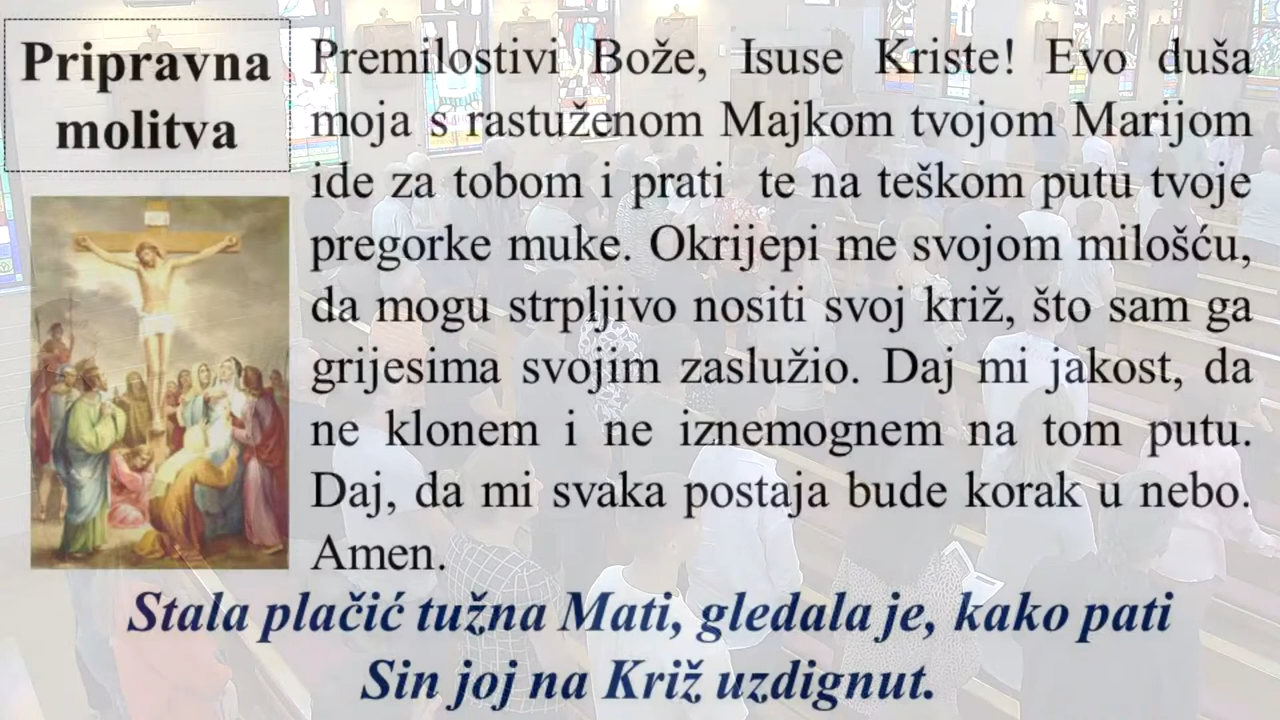 Pripravna
molitva
Premilostivi Bože, Isuse Kriste! Evo duša
moja s rastuženom Majkom tvojom Marijom
ide za tobom i prati te na teškom putu tvoje
pregorke muke. Okrijepi me svojom milošću,
da mogu strpljivo nositi svoj križ, što sam ga
grijesima svojim zaslužio. Daj mi jakost, da
ne klonem i ne iznemognem na tom putu.
Daj, da mi svaka postaja bude korak u nebo.
Amen.
Stala plačić tužna Mati, gledala je, kako pati
Sin joj na Križ uzdignut.